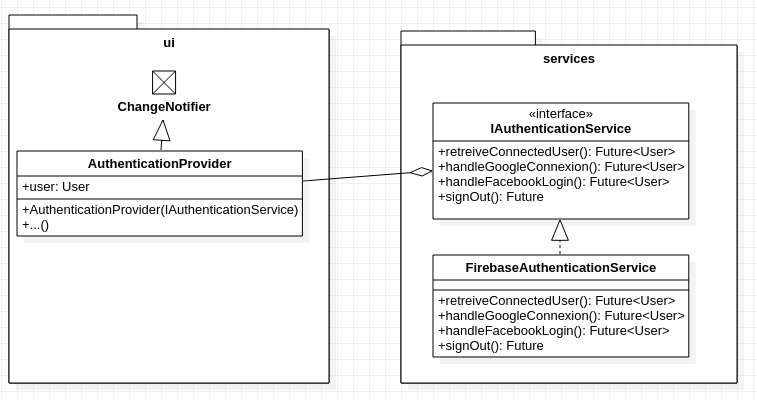 ui
ChangeNotifier
AuthenticationProvider
+user: User
+AuthenticationProvider(IAuthenticationService)
+...()
services
«interface»
IAuthenticationService
+retreiveConnectedUser(): Future<User>
+handleGoogleConnexion(): Future<User>
+handleFacebookLogin(): Future<User>
+signOut(): Future
FirebaseAuthenticationService
+retreiveConnectedUser(): Future<User>
+handleGoogleConnexion(): Future<User>
+handleFacebookLogin(): Future<User>
+signOut(): Future